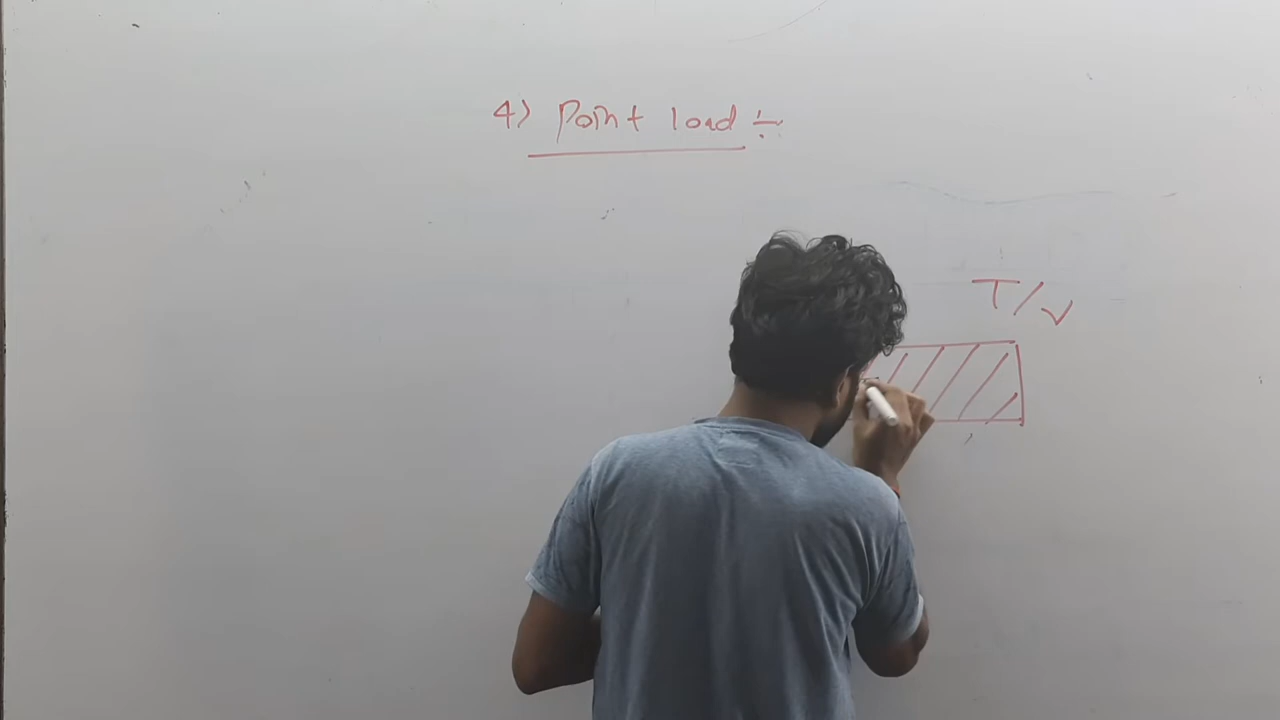 4) Point load :-
T/√